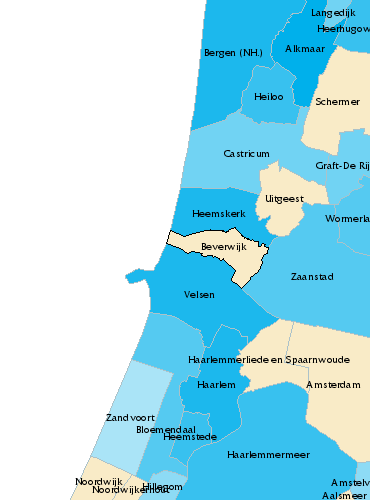 Langedijk
Heerhugow
Bergen (NH.)
Alkmaar
Heiloo
Schermer
Castricum
Graft-De Rij
Uitgeest
Heemskerk
Wormerla
Beverwijk
Zaanstad
Velsen
Haarlemmerliede en Spaarnwoude
Haarlem
Amsterdam
Zandvoort
Bloemendaal
Heemstede
Haarlemmermeer
Noordwijk
Noordwijkerhout
Hillegom
Amstelv
Aalsmeer